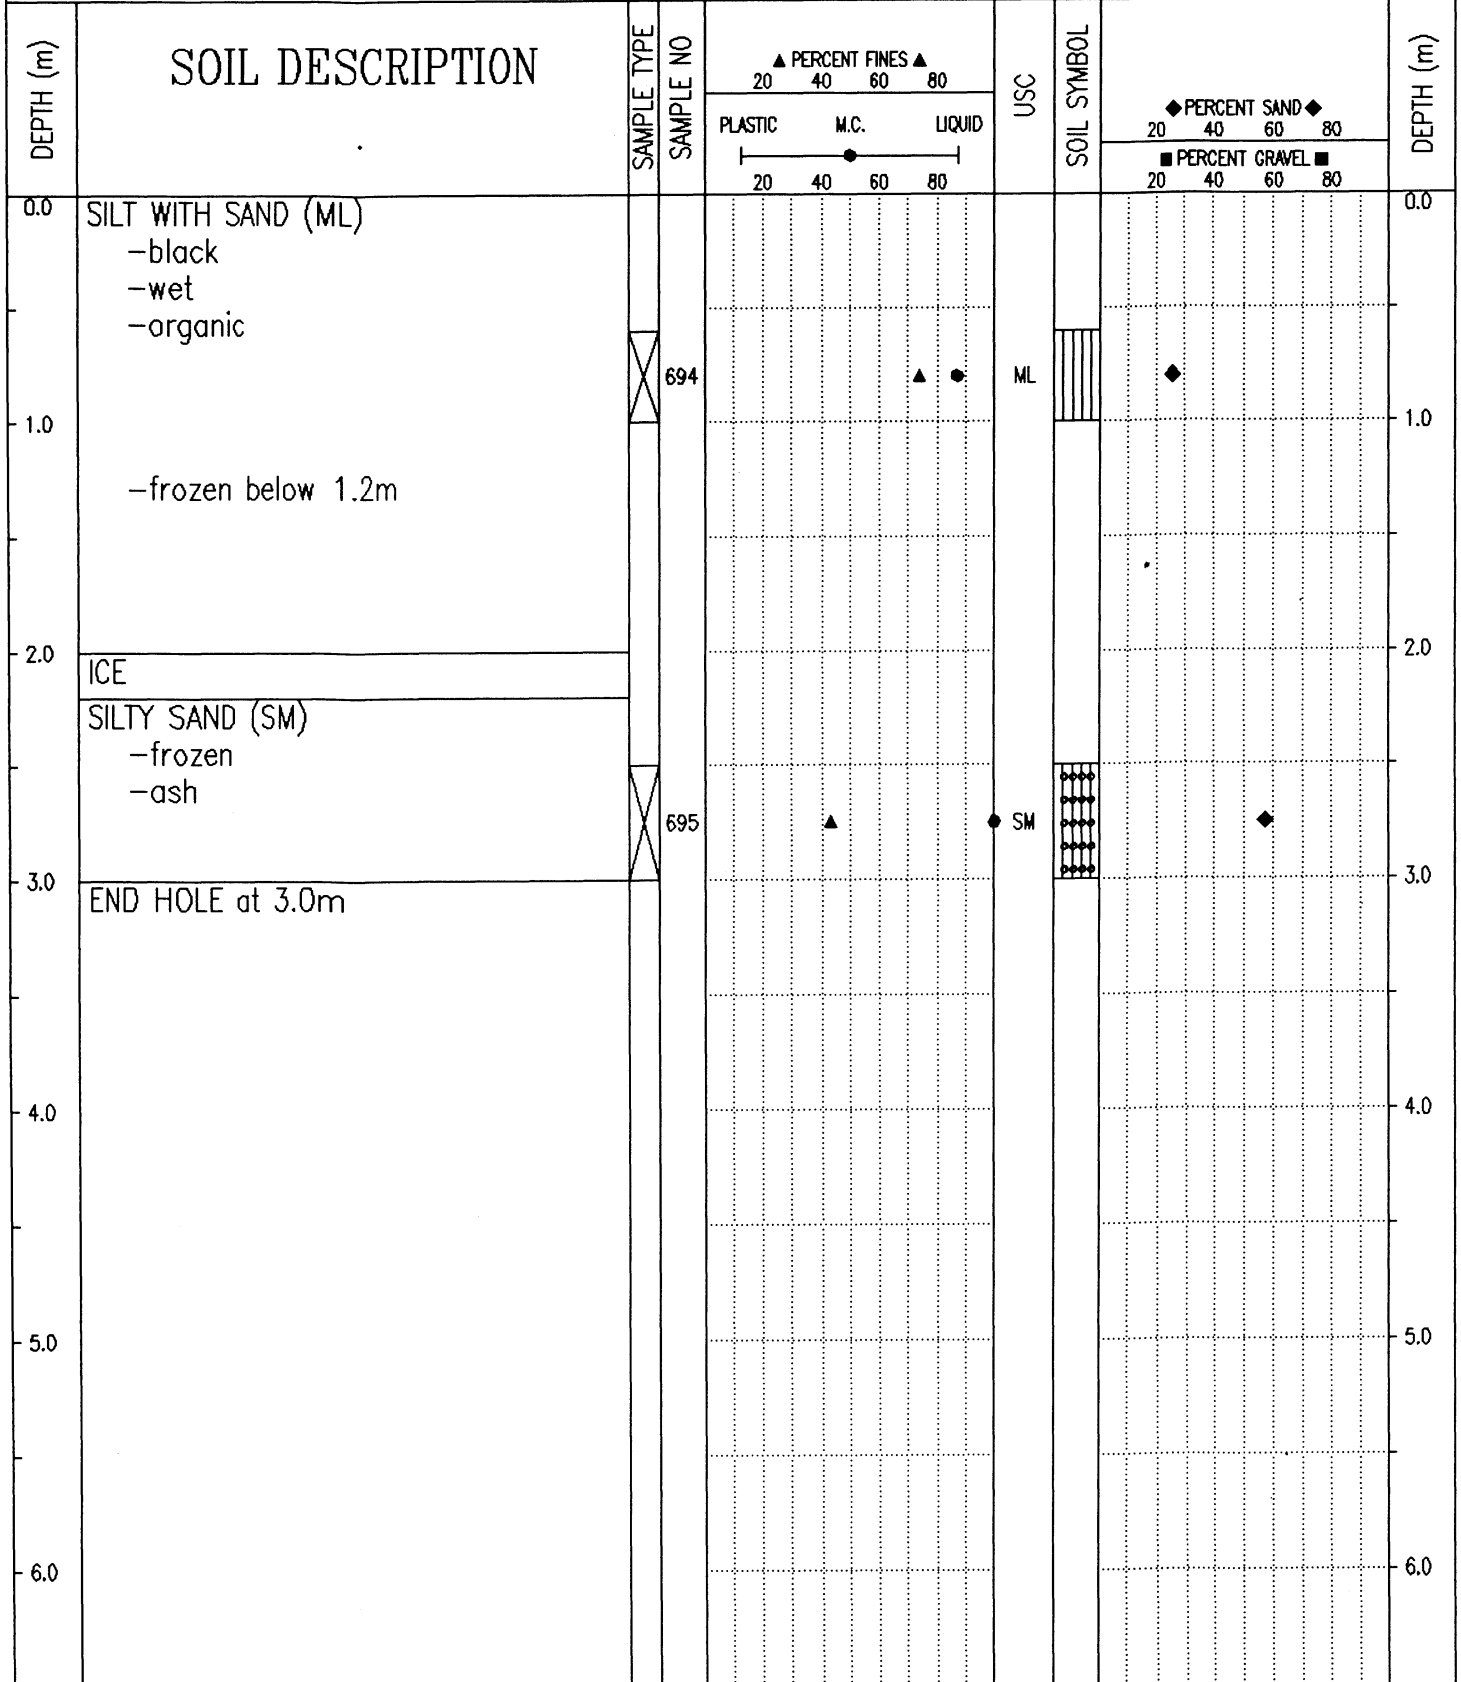 DEPTH (m)
SOIL DESCRIPTION
SAMPLE TYPE
SAMPLE NO
▲ PERCENT FINES ▲
20 40 60 80
PLASTIC M.C. LIQUID
20 40 60 80
USC
SOIL SYMBOL
◆ PERCENT SAND ◆
20 40 60 80
■ PERCENT GRAVEL ■
20 40 60 80
DEPTH (m)
0.0 SILT WITH SAND (ML) 0.0
-black
-wet
-organic
694 ML
1.0 1.0
-frozen below 1.2m
2.0 2.0
ICE
SILTY SAND (SM)
-frozen
-ash
695 SM
3.0 3.0
END HOLE at 3.0m
4.0 4.0
5.0 5.0
6.0 6.0